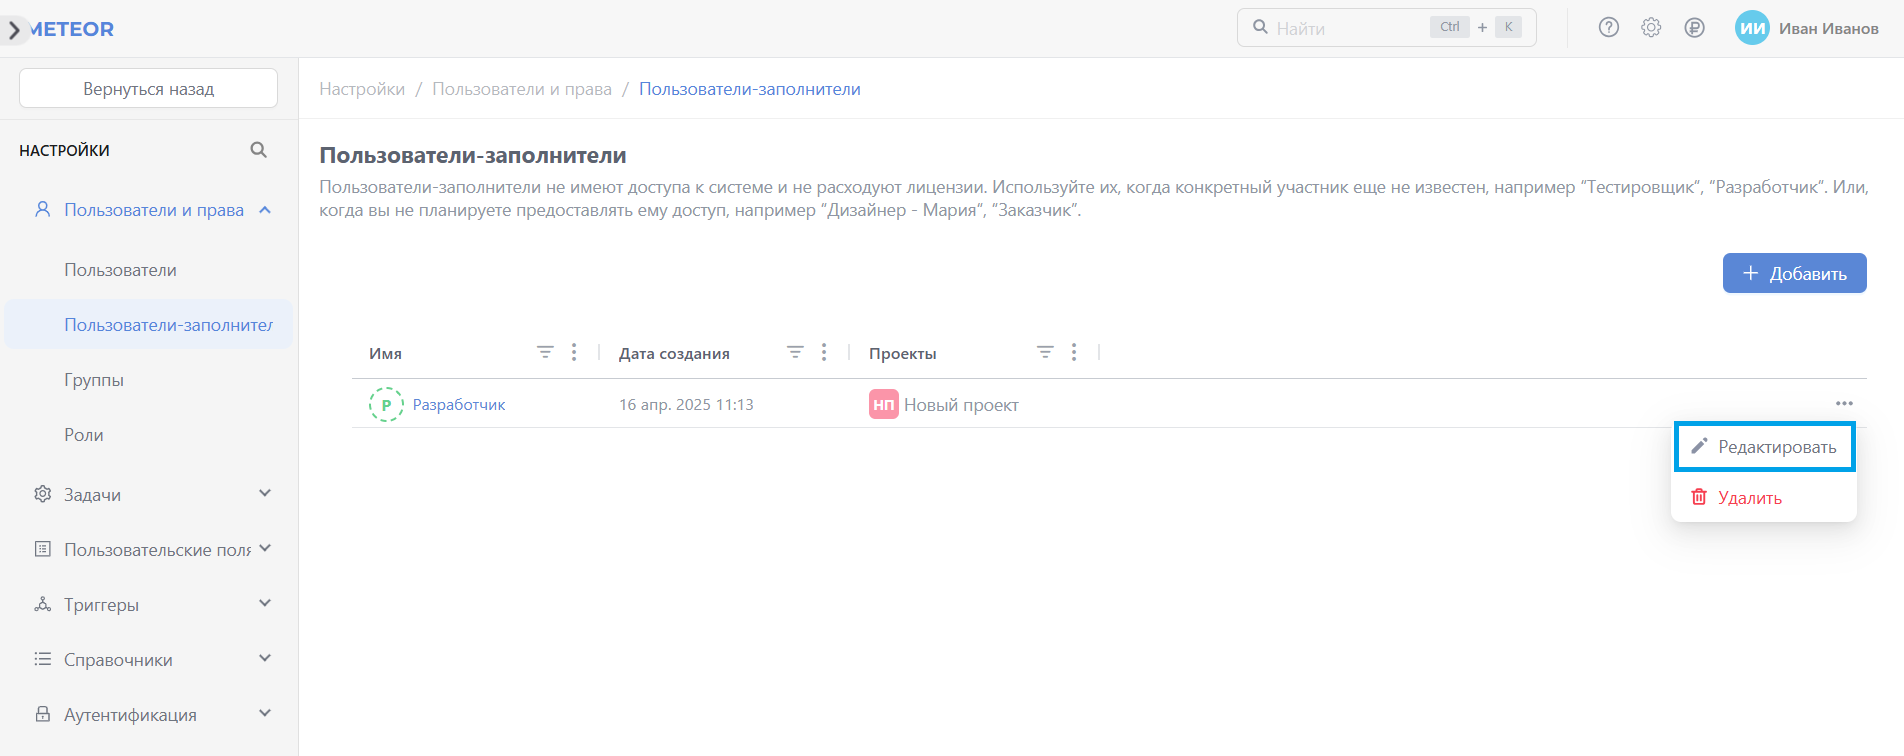 METEOR
Найти
Ctrl + K
ИИ Иван Иванов
Вернуться назад
Настройки / Пользователи и права / Пользователи-заполнители
НАСТРОЙКИ
Пользователи и права
Пользователи
Пользователи-заполнител
Группы
Роли
Задачи
Пользовательские поля
Триггеры
Справочники
Аутентификация
Пользователи-заполнители
Пользователи-заполнители не имеют доступа к системе и не расходуют лицензии. Используйте их, когда конкретный участник еще не известен, например “Тестировщик”, “Разработчик”. Или,
когда вы не планируете предоставлять ему доступ, например “Дизайнер - Мария”, “Заказчик”.
+ Добавить
Имя Дата создания Проекты
Р Разработчик 16 апр. 2025 11:13 НП Новый проект
Редактировать
Удалить